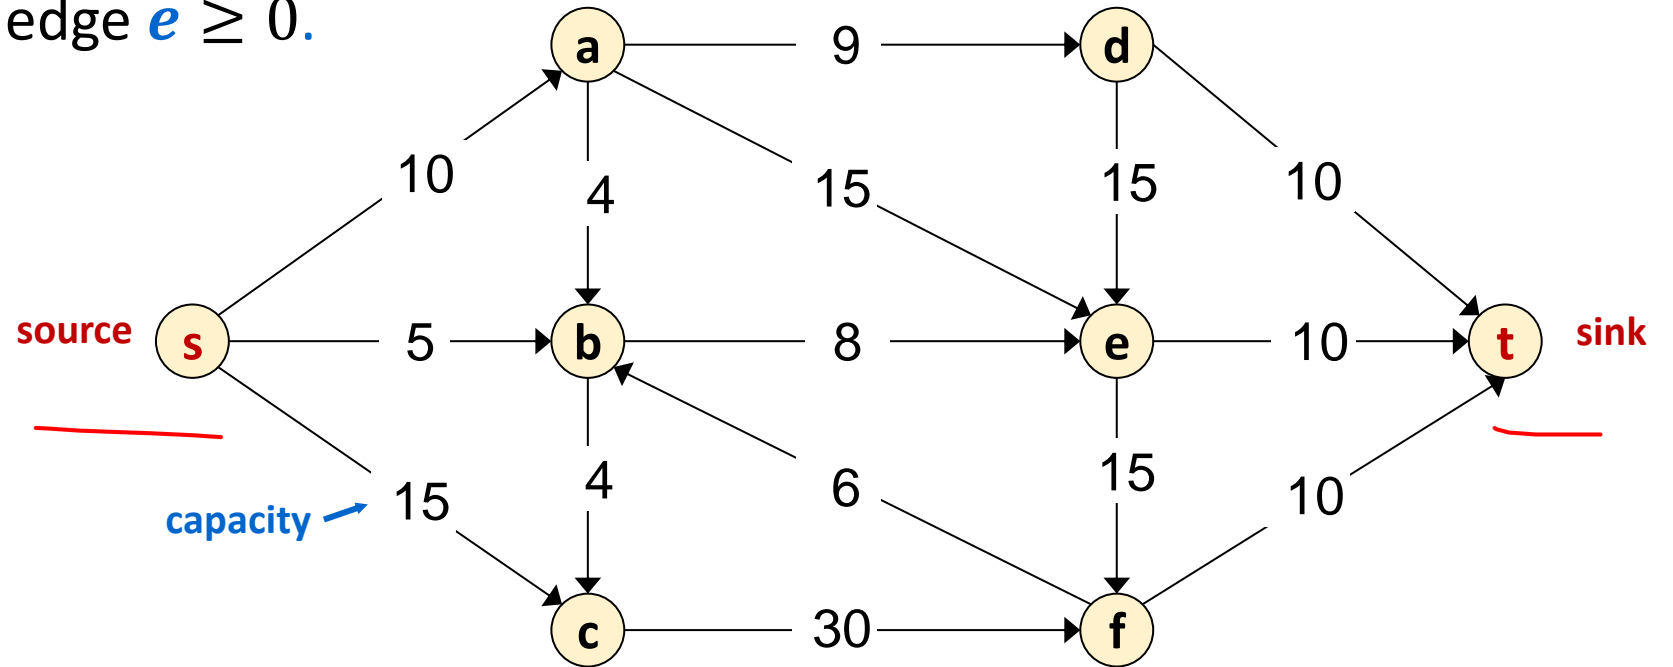 edge e ≥ 0.
a 9 d
10 4 15 15 10
source s 5 b 8 e 10 t sink
capacity 15 4 6 15 10
c 30 f